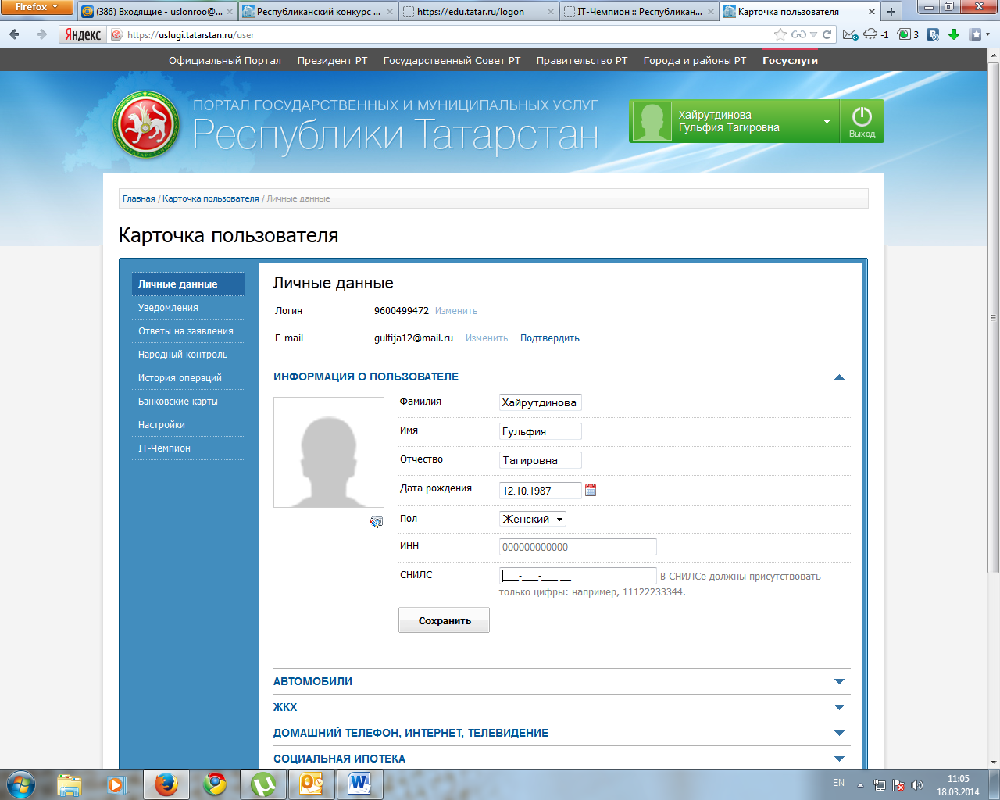 Firefox
(386) Входящие - uslonroo@...
Республиканский конкурс ...
https://edu.tatar.ru/logon
IT-Чемпион :: Республикан...
Карточка пользователя
Яндекс
https://uslugi.tatarstan.ru/user
-1
3
Официальный Портал
Президент РТ
Государственный Совет РТ
Правительство РТ
Города и районы РТ
Госуслуги
ПОРТАЛ ГОСУДАРСТВЕННЫХ И МУНИЦИПАЛЬНЫХ УСЛУГ
Республики Татарстан
Хайрутдинова
Гульфия Тагировна
Выход
ТАТАРСТАН
Главная / Карточка пользователя / Личные данные
Карточка пользователя
Личные данные
Уведомления
Ответы на заявления
Народный контроль
История операций
Банковские карты
Настройки
IT-Чемпион
Личные данные
Логин 9600499472 Изменить
E-mail gulfija12@mail.ru Изменить Подтвердить
ИНФОРМАЦИЯ О ПОЛЬЗОВАТЕЛЕ
Фамилия Хайрутдинова
Имя Гульфия
Отчество Тагировна
Дата рождения 12.10.1987
Пол Женский
ИНН 000000000000
СНИЛС ___-___-___ __ В СНИЛСе должны присутствовать
только цифры: например, 11122233344.
Сохранить
АВТОМОБИЛИ
ЖКХ
ДОМАШНИЙ ТЕЛЕФОН, ИНТЕРНЕТ, ТЕЛЕВИДЕНИЕ
СОЦИАЛЬНАЯ ИПОТЕКА
EN
11:05
18.03.2014